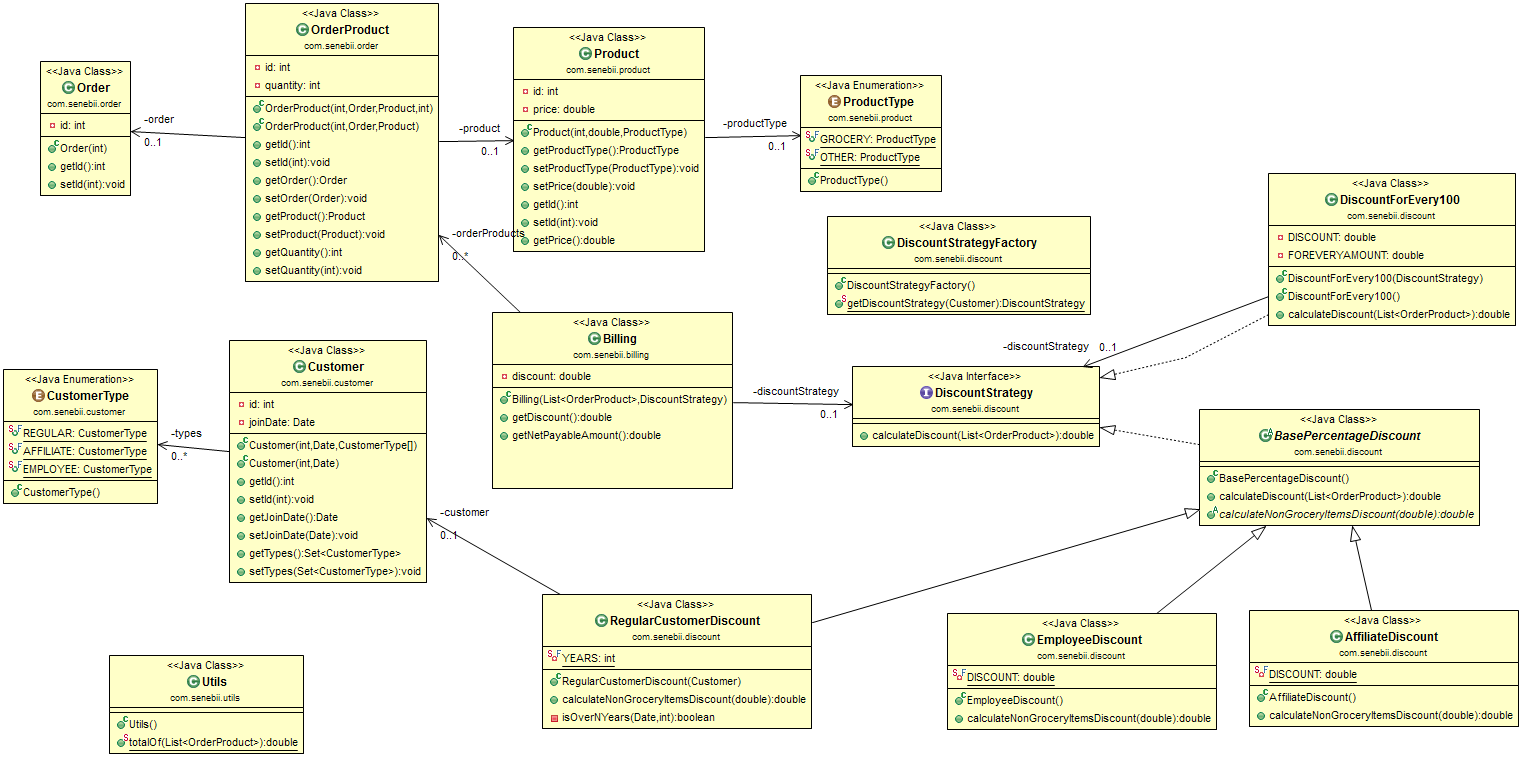 <<Java Class>>
OrderProduct
com.senebii.order
id: int
quantity: int
OrderProduct(int,Order,Product,int)
OrderProduct(int,Order,Product)
getId():int
setId(int):void
getOrder():Order
setOrder(Order):void
getProduct():Product
setProduct(Product):void
getQuantity():int
setQuantity(int):void
<<Java Class>>
Order
com.senebii.order
id: int
Order(int)
getId():int
setId(int):void
-order
0..1
<<Java Class>>
Product
com.senebii.product
id: int
price: double
Product(int,double,ProductType)
getProductType():ProductType
setProductType(ProductType):void
setPrice(double):void
getId():int
setId(int):void
getPrice():double
-product
0..1
<<Java Enumeration>>
ProductType
com.senebii.product
GROCERY: ProductType
OTHER: ProductType
ProductType()
-productType
0..1
<<Java Class>>
DiscountForEvery100
com.senebii.discount
DISCOUNT: double
FOREVERYAMOUNT: double
DiscountForEvery100(DiscountStrategy)
DiscountForEvery100()
calculateDiscount(List<OrderProduct>):double
<<Java Class>>
DiscountStrategyFactory
com.senebii.discount
DiscountStrategyFactory()
getDiscountStrategy(Customer):DiscountStrategy
-orderProducts
0..*
<<Java Class>>
Billing
com.senebii.billing
discount: double
Billing(List<OrderProduct>,DiscountStrategy)
getDiscount():double
getNetPayableAmount():double
-discountStrategy
0..1
-discountStrategy
0..1
<<Java Interface>>
DiscountStrategy
com.senebii.discount
calculateDiscount(List<OrderProduct>):double
<<Java Class>>
Customer
com.senebii.customer
id: int
joinDate: Date
Customer(int,Date,CustomerType[])
Customer(int,Date)
getId():int
setId(int):void
getJoinDate():Date
setJoinDate(Date):void
getTypes():Set<CustomerType>
setTypes(Set<CustomerType>):void
<<Java Enumeration>>
CustomerType
com.senebii.customer
REGULAR: CustomerType
AFFILIATE: CustomerType
EMPLOYEE: CustomerType
CustomerType()
-types
0..*
-customer
0..1
<<Java Class>>
BasePercentageDiscount
com.senebii.discount
BasePercentageDiscount()
calculateDiscount(List<OrderProduct>):double
calculateNonGroceryItemsDiscount(double):double
<<Java Class>>
RegularCustomerDiscount
com.senebii.discount
YEARS: int
RegularCustomerDiscount(Customer)
calculateNonGroceryItemsDiscount(double):double
isOverNYears(Date,int):boolean
<<Java Class>>
EmployeeDiscount
com.senebii.discount
DISCOUNT: double
EmployeeDiscount()
calculateNonGroceryItemsDiscount(double):double
<<Java Class>>
AffiliateDiscount
com.senebii.discount
DISCOUNT: double
AffiliateDiscount()
calculateNonGroceryItemsDiscount(double):double
<<Java Class>>
Utils
com.senebii.utils
Utils()
totalOf(List<OrderProduct>):double